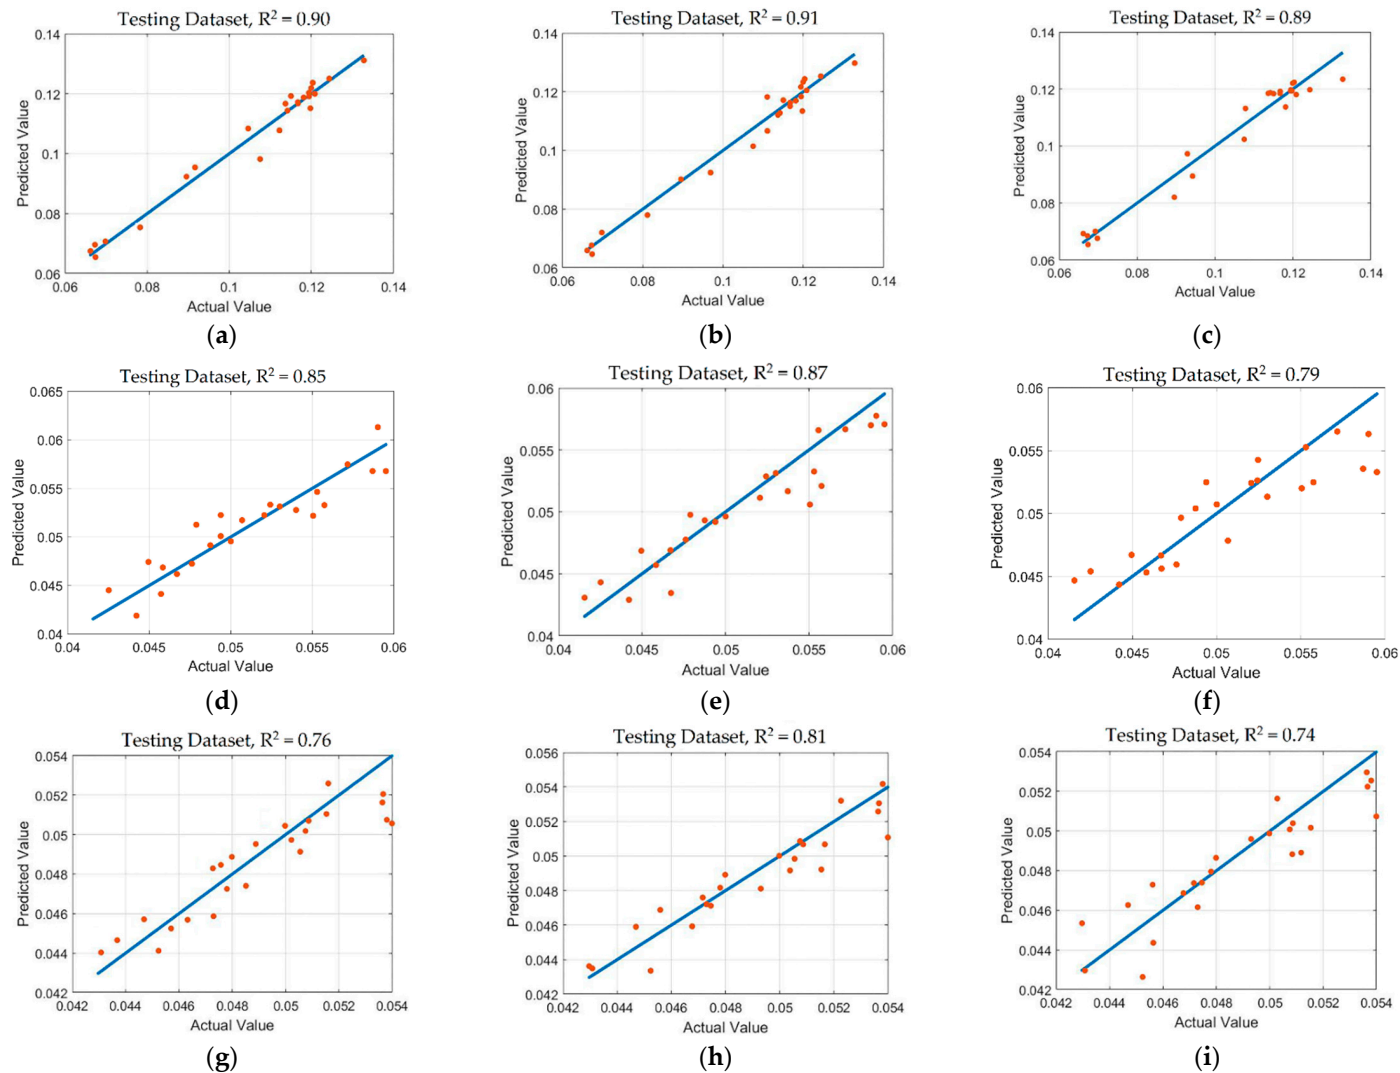 Testing Dataset, R² = 0.90
0.14
0.12
0.1
0.08
0.06
Predicted Value
0.06 0.08 0.1 0.12 0.14
Actual Value
(a)
Testing Dataset, R² = 0.91
0.14
0.12
0.1
0.08
0.06
Predicted Value
0.06 0.08 0.1 0.12 0.14
Actual Value
(b)
Testing Dataset, R² = 0.89
0.14
0.12
0.1
0.08
0.06
Predicted Value
0.06 0.08 0.1 0.12 0.14
Actual Value
(c)
Testing Dataset, R² = 0.85
0.065
0.06
0.055
0.05
0.045
0.04
Predicted Value
0.04 0.045 0.05 0.055 0.06
Actual Value
(d)
Testing Dataset, R² = 0.87
0.06
0.055
0.05
0.045
0.04
Predicted Value
0.04 0.045 0.05 0.055 0.06
Actual Value
(e)
Testing Dataset, R² = 0.79
0.06
0.055
0.05
0.045
0.04
Predicted Value
0.04 0.045 0.05 0.055 0.06
Actual Value
(f)
Testing Dataset, R² = 0.76
0.054
0.052
0.05
0.048
0.046
0.044
0.042
Predicted Value
0.042 0.044 0.046 0.048 0.05 0.052 0.054
Actual Value
(g)
Testing Dataset, R² = 0.81
0.056
0.054
0.052
0.05
0.048
0.046
0.044
0.042
Predicted Value
0.042 0.044 0.046 0.048 0.05 0.052 0.054
Actual Value
(h)
Testing Dataset, R² = 0.74
0.054
0.052
0.05
0.048
0.046
0.044
0.042
Predicted Value
0.042 0.044 0.046 0.048 0.05 0.052 0.054
Actual Value
(i)